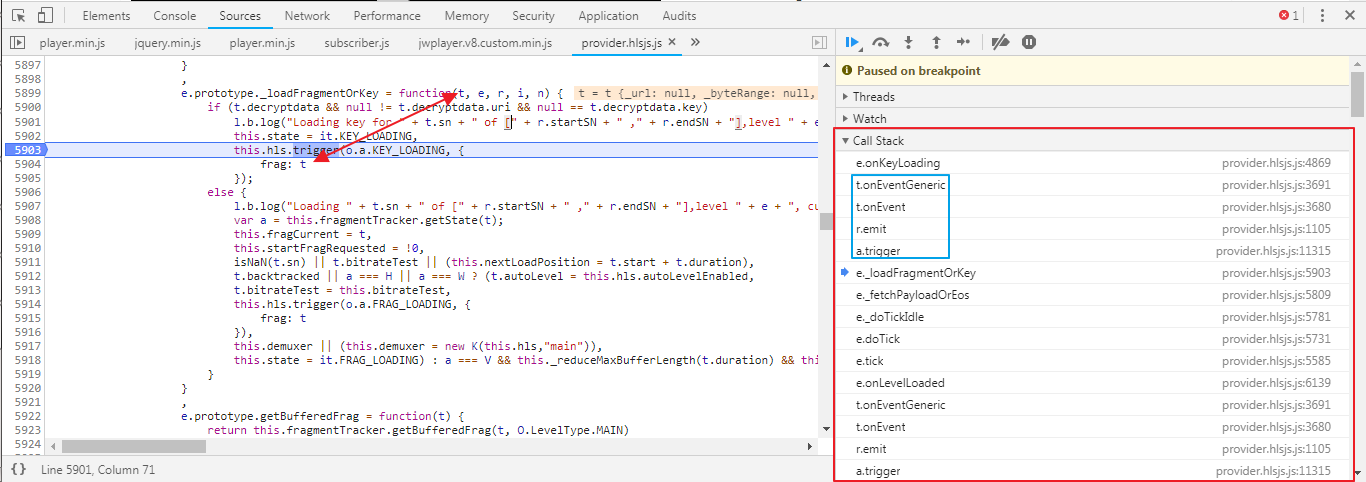 Elements Console Sources Network Performance Memory Security Application Audits 1
player.min.js jquery.min.js player.min.js subscriber.js jwplayer.v8.custom.min.js provider.hlsjs.js × »
5897 }
5898 ,
5899 e.prototype._loadFragmentOrKey = function(t, e, r, i, n) { t = t {_url: null, _byteRange: null,
5900 if (t.decryptdata && null != t.decryptdata.uri && null == t.decryptdata.key)
5901 l.b.log("Loading key for " + t.sn + " of [" + r.startSN + " ," + r.endSN + "],level " + e
5902 this.state = it.KEY_LOADING,
5903 this.hls.trigger(o.a.KEY_LOADING, {
5904 frag: t
5905 });
5906 else {
5907 l.b.log("Loading " + t.sn + " of [" + r.startSN + " ," + r.endSN + "],level " + e + ", cu
5908 var a = this.fragmentTracker.getState(t);
5909 this.fragCurrent = t,
5910 this.startFragRequested = !0,
5911 isNaN(t.sn) || t.bitrateTest || (this.nextLoadPosition = t.start + t.duration),
5912 t.backtracked || a === H || a === W ? (t.autoLevel = this.hls.autoLevelEnabled,
5913 t.bitrateTest = this.bitrateTest,
5914 this.hls.trigger(o.a.FRAG_LOADING, {
5915 frag: t
5916 }),
5917 this.demuxer || (this.demuxer = new K(this.hls,"main")),
5918 this.state = it.FRAG_LOADING) : a === V && this._reduceMaxBufferLength(t.duration) && thi
5919 }
5920 }
5921 ,
5922 e.prototype.getBufferedFrag = function(t) {
5923 return this.fragmentTracker.getBufferedFrag(t, O.LevelType.MAIN)
5924
{} Line 5901, Column 71
Paused on breakpoint
Threads
Watch
Call Stack
e.onKeyLoading provider.hlsjs.js:4869
t.onEventGeneric provider.hlsjs.js:3691
t.onEvent provider.hlsjs.js:3680
r.emit provider.hlsjs.js:1105
a.trigger provider.hlsjs.js:11315
e._loadFragmentOrKey provider.hlsjs.js:5903
e._fetchPayloadOrEos provider.hlsjs.js:5809
e._doTickIdle provider.hlsjs.js:5781
e.doTick provider.hlsjs.js:5731
e.tick provider.hlsjs.js:5585
e.onLevelLoaded provider.hlsjs.js:6139
t.onEventGeneric provider.hlsjs.js:3691
t.onEvent provider.hlsjs.js:3680
r.emit provider.hlsjs.js:1105
a.trigger provider.hlsjs.js:11315